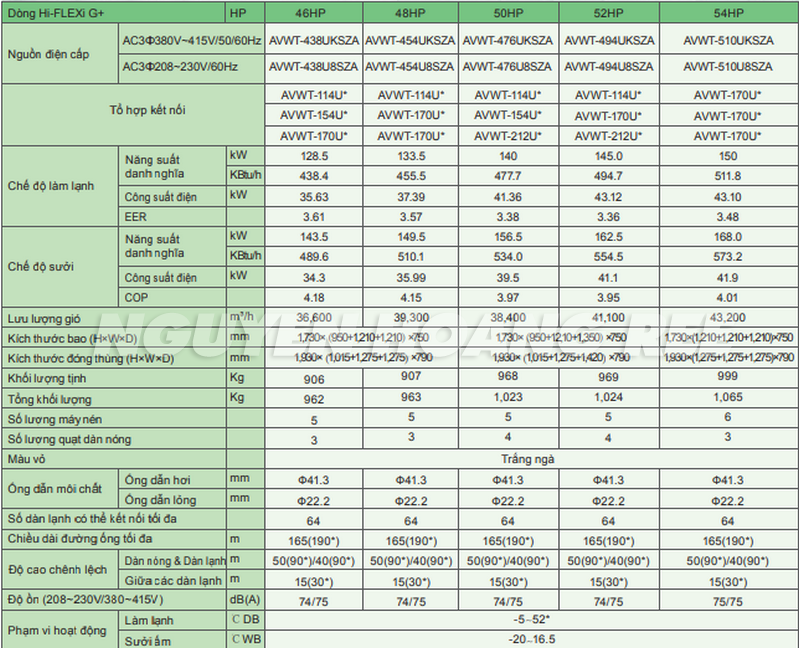 Dòng Hi-FLEXi G+ HP 46HP 48HP 50HP 52HP 54HP
Nguồn điện cấp AC3Φ380V~415V/50/60Hz AVWT-438UKSZA AVWT-454UKSZA AVWT-476UKSZA AVWT-494UKSZA AVWT-510UKSZA
AC3Φ208~230V/60Hz AVWT-438U8SZA AVWT-454U8SZA AVWT-476U8SZA AVWT-494U8SZA AVWT-510U8SZA
Tổ hợp kết nối AVWT-114U* AVWT-114U* AVWT-114U* AVWT-114U* AVWT-170U*
AVWT-154U* AVWT-170U* AVWT-154U* AVWT-170U* AVWT-170U*
AVWT-170U* AVWT-170U* AVWT-212U* AVWT-212U* AVWT-170U*
Chế độ làm lạnh Năng suất danh nghĩa kW 128.5 133.5 140 145.0 150
KBtu/h 438.4 455.5 477.7 494.7 511.8
Công suất điện kW 35.63 37.39 41.36 43.12 43.10
EER 3.61 3.57 3.38 3.36 3.48
Chế độ sưởi Năng suất danh nghĩa kW 143.5 149.5 156.5 162.5 168.0
KBtu/h 489.6 510.1 534.0 554.5 573.2
Công suất điện kW 34.3 35.99 39.5 41.1 41.9
COP 4.18 4.15 3.97 3.95 4.01
Lưu lượng gió m³/h 36,600 39,300 38,400 41,100 43,200
NGUYENHOANGGREE
Kích thước bao (H×W×D) mm 1,730× (950+1,210+1,210) ×750 1,730× (950+1,210+1,350) ×750 1,730×(1,210+1,210+1,210)×750
Kích thước đóng thùng (H×W×D) mm 1,930× (1,015+1,275+1,275) ×790 1,930× (1,015+1,275+1,420) ×790 1,930×(1,275+1,275+1,275)×790
Khối lượng tịnh Kg 906 907 968 969 999
Tổng khối lượng Kg 962 963 1,023 1,024 1,065
Số lương máy nén 5 5 5 5 6
Số lương quạt dàn nóng 3 3 4 4 3
Màu vỏ Trắng ngà
Ống dẫn môi chất Ống dẫn hơi mm Φ41.3 Φ41.3 Φ41.3 Φ41.3 Φ41.3
Ống dẫn lỏng mm Φ22.2 Φ22.2 Φ22.2 Φ22.2 Φ22.2
Số dàn lạnh có thể kết nối tối đa 64 64 64 64 64
Chiều dài đường ống tối đa m 165(190*) 165(190*) 165(190*) 165(190*) 165(190*)
Độ cao chênh lệch Dàn nóng & Dàn lạnh m 50(90*)/40(90*) 50(90*)/40(90*) 50(90*)/40(90*) 50(90*)/40(90*) 50(90*)/40(90*)
Giữa các dàn lạnh m 15(30*) 15(30*) 15(30*) 15(30*) 15(30*)
Độ ồn (208~230V/380~415V) dB(A) 74/75 74/75 74/75 74/75 75/75
Phạm vi hoạt động Làm lạnh C DB -5~52*
Sưởi ấm C WB -20~16.5